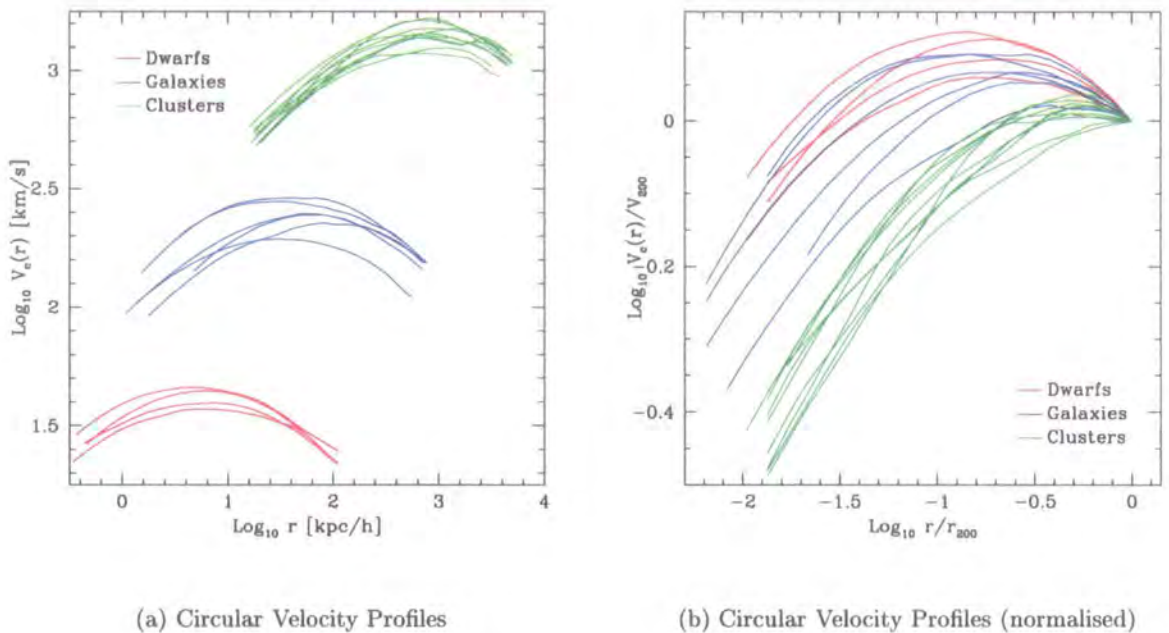 Dwarfs
Galaxies
Clusters
3
2.5
2
1.5
0
1
2
3
4
Log₁₀ V_c(r) [km/s]
Log₁₀ r [kpc/h]
(a) Circular Velocity Profiles
0
-0.2
-0.4
-2
-1.5
-1
-0.5
0
Log₁₀ V_c(r)/V₂₀₀
Log₁₀ r/r₂₀₀
Dwarfs
Galaxies
Clusters
(b) Circular Velocity Profiles (normalised)